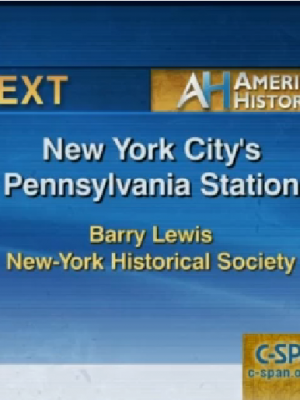 EXT
AH AMERI
HISTOR
New York City's
Pennsylvania Station
Barry Lewis
New-York Historical Society
C-SP
c-span.o